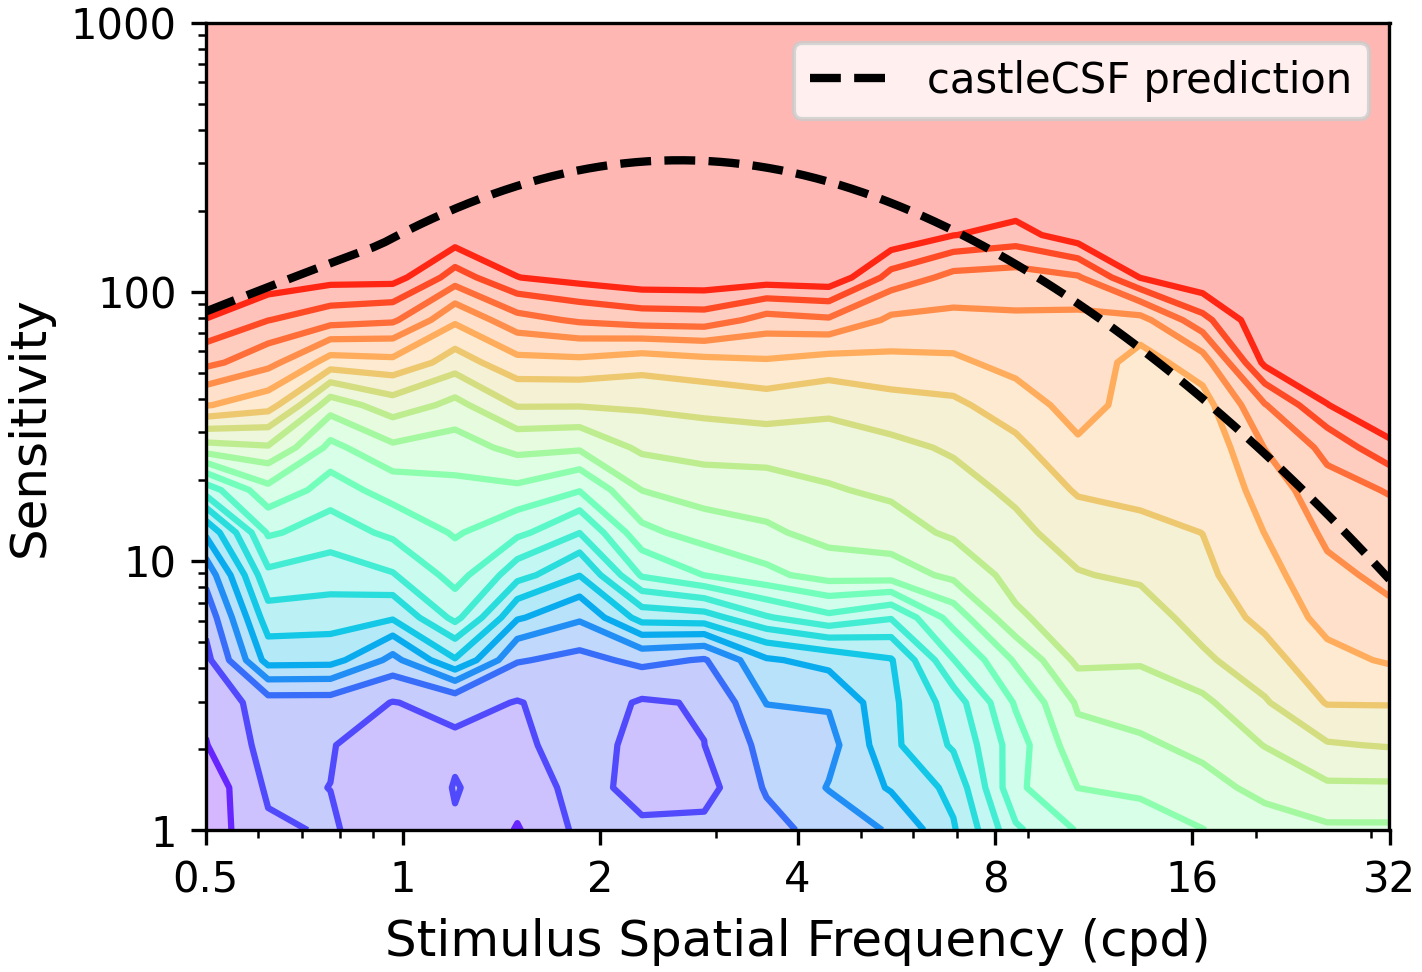 1000
100
10
1
Sensitivity
castleCSF prediction
0.5 1 2 4 8 16 32
Stimulus Spatial Frequency (cpd)